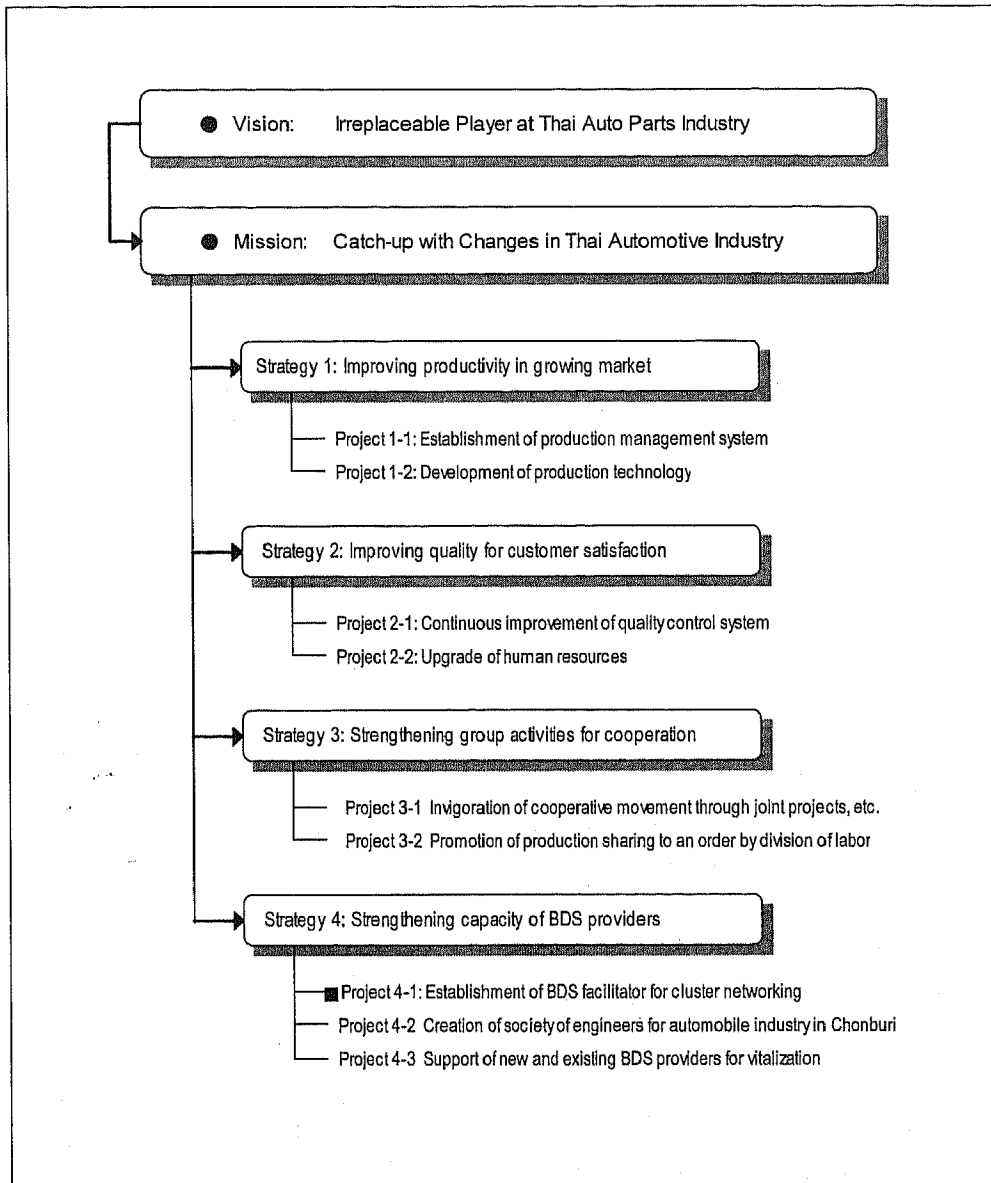 ● Vision: Irreplaceable Player at Thai Auto Parts Industry
● Mission: Catch-up with Changes in Thai Automotive Industry
Strategy 1: Improving productivity in growing market
Project 1-1: Establishment of production management system
Project 1-2: Development of production technology
Strategy 2: Improving quality for customer satisfaction
Project 2-1: Continuous improvement of quality control system
Project 2-2: Upgrade of human resources
Strategy 3: Strengthening group activities for cooperation
Project 3-1 Invigoration of cooperative movement through joint projects, etc.
Project 3-2 Promotion of production sharing to an order by division of labor
Strategy 4: Strengthening capacity of BDS providers
■ Project 4-1: Establishment of BDS facilitator for cluster networking
Project 4-2 Creation of society of engineers for automobile industry in Chonburi
Project 4-3 Support of new and existing BDS providers for vitalization